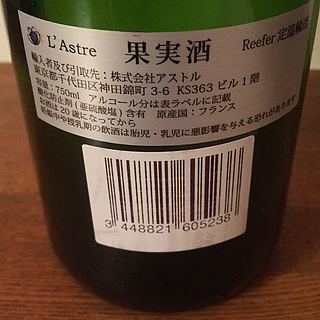 L'Astre 果実酒 Reefer 定温輸送
輸入者及び引取先：株式会社アストル
東京都千代田区神田錦町 3-6 KS363 ビル 1 階
容量：750ml アルコール分は表ラベルに記載
酸化防止剤 (亜硫酸塩) 含有 原産国：フランス
お酒は 20 歳になってから
妊娠中や授乳期の飲酒は胎児・乳児に悪影響を与える恐れがあります
3 448821 605238